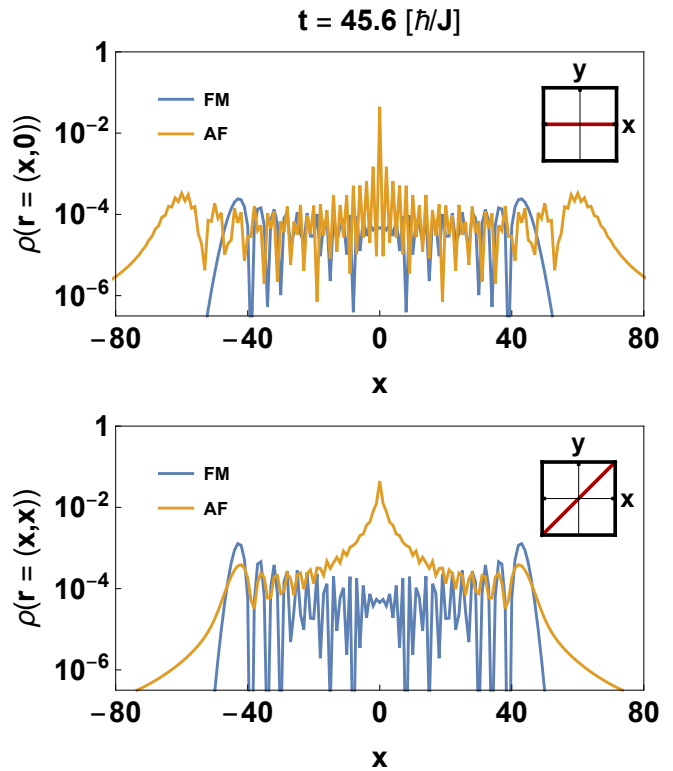 t = 45.6 [ℏ/J]
ρ(r = (x,0))
1
10⁻²
10⁻⁴
10⁻⁶
FM
AF
y
x
−80
−40
0
40
80
x
ρ(r = (x,x))
1
10⁻²
10⁻⁴
10⁻⁶
FM
AF
y
x
−80
−40
0
40
80
x